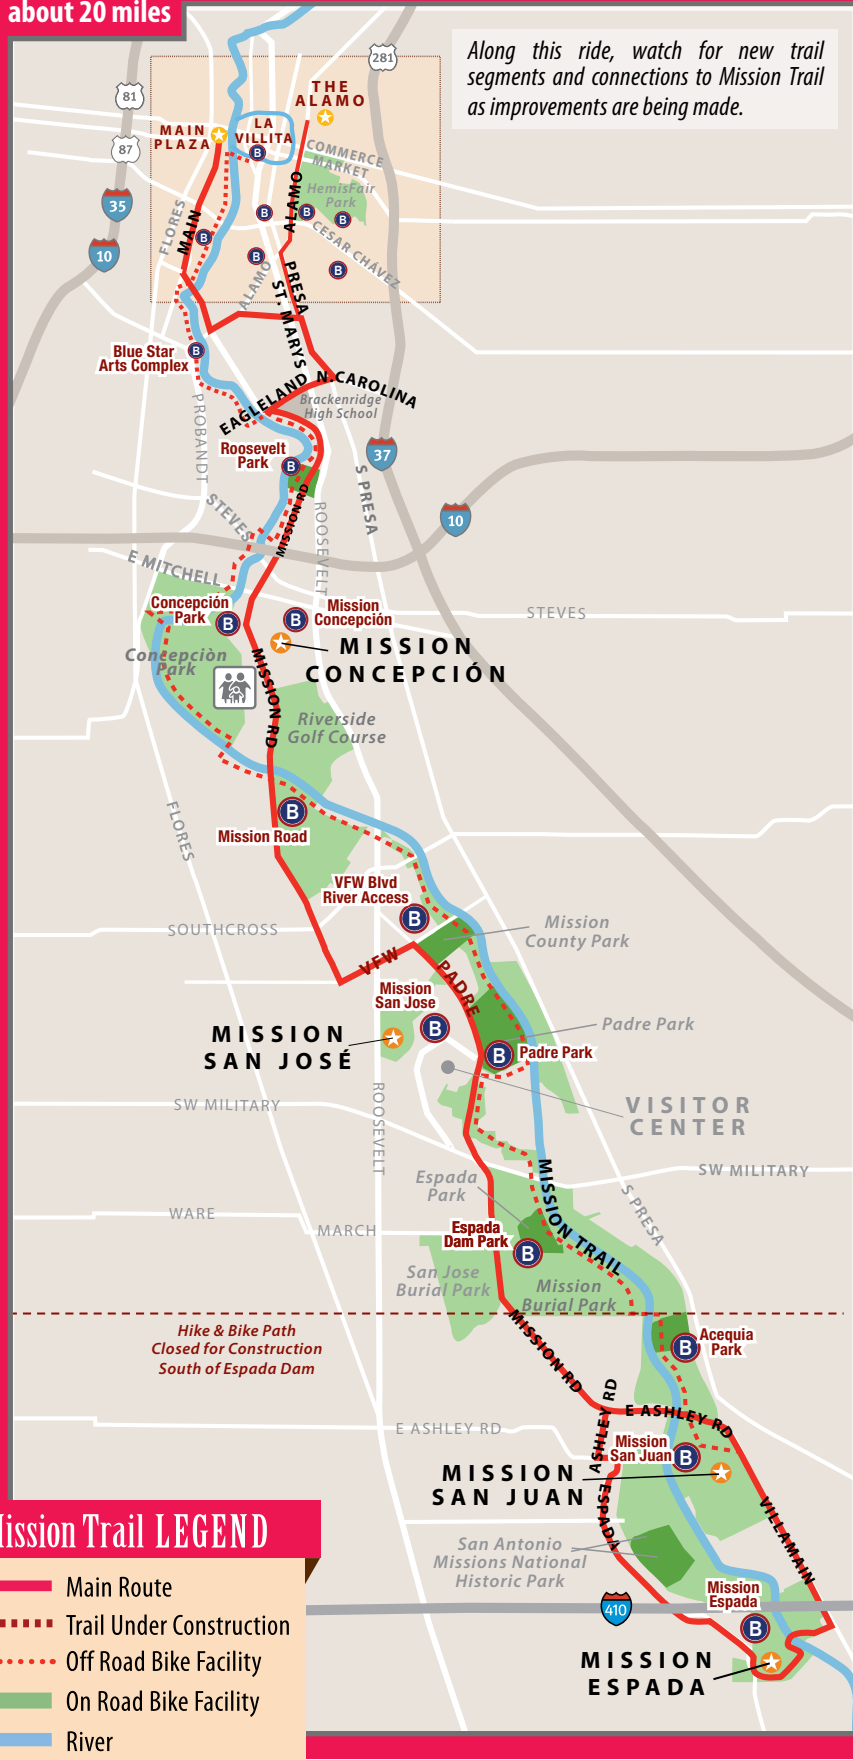 about 20 miles
Along this ride, watch for new trail
segments and connections to Mission Trail
as improvements are being made.
281
81
87
35
10
THE
ALAMO
MAIN
PLAZA
LA
VILLITA
B
COMMERCE
MARKET
HemisFair
Park
FLORES
MAIN
ALAMO
B
B
B
B
B
B
CESAR CHÁVEZ
ALAMO
PRESA
ST. MARYS
Blue Star
Arts Complex
B
EAGLELAND
N.CAROLINA
Brackenridge
High School
PROBANDT
Roosevelt
Park
B
37
S PRESA
10
STEVES
MISSION RD
ROOSEVELT
E MITCHELL
Concepción
Park
B
B
Mission
Concepción
STEVES
MISSION
CONCEPCIÓN
Concepciòn
Park
MISSION RD
Riverside
Golf Course
B
Mission Road
FLORES
VFW Blvd
River Access
B
SOUTHCROSS
Mission
County Park
VFW
PADRE
Mission
San Jose
B
MISSION
SAN JOSÉ
Padre Park
B
Padre Park
VISITOR
CENTER
SW MILITARY
ROOSEVELT
SW MILITARY
Espada
Park
MISSION TRAIL
S PRESA
WARE
MARCH
Espada
Dam Park
B
San Jose
Burial Park
Mission
Burial Park
Hike & Bike Path
Closed for Construction
South of Espada Dam
MISSION RD
Acequia
Park
B
ASHLEY RD
E ASHLEY RD
E ASHLEY RD
Mission
San Juan
B
MISSION
SAN JUAN
ESPADA
VILLAMAIN
San Antonio
Missions National
Historic Park
410
Mission
Espada
B
MISSION
ESPADA
ission Trail LEGEND
Main Route
Trail Under Construction
Off Road Bike Facility
On Road Bike Facility
River